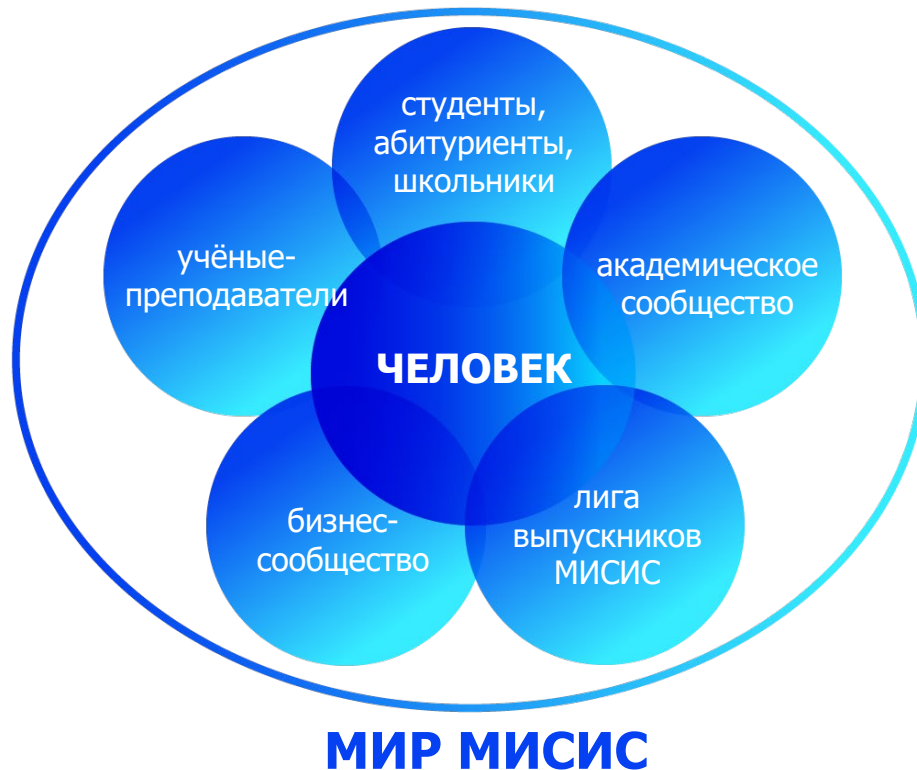 студенты,
абитуриенты,
школьники
учёные-
преподаватели
академическое
сообщество
ЧЕЛОВЕК
бизнес-
сообщество
лига
выпускников
МИСИС
МИР МИСИС